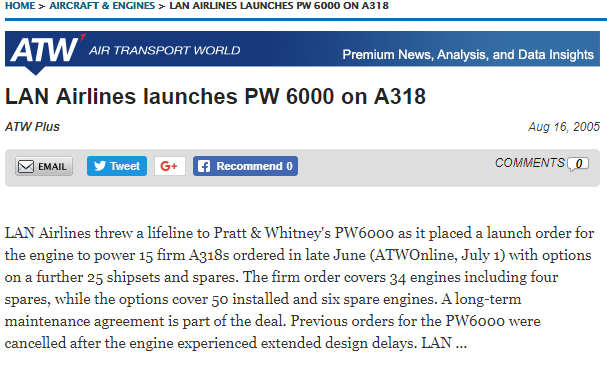 HOME > AIRCRAFT & ENGINES > LAN AIRLINES LAUNCHES PW 6000 ON A318
ATW AIR TRANSPORT WORLD
Premium News, Analysis, and Data Insights
LAN Airlines launches PW 6000 on A318
ATW Plus Aug 16, 2005
EMAIL Tweet G+ Recommend 0 COMMENTS 0
LAN Airlines threw a lifeline to Pratt & Whitney's PW6000 as it placed a launch order for
the engine to power 15 firm A318s ordered in late June (ATWOnline, July 1) with options
on a further 25 shipsets and spares. The firm order covers 34 engines including four
spares, while the options cover 50 installed and six spare engines. A long-term
maintenance agreement is part of the deal. Previous orders for the PW6000 were
cancelled after the engine experienced extended design delays. LAN ...